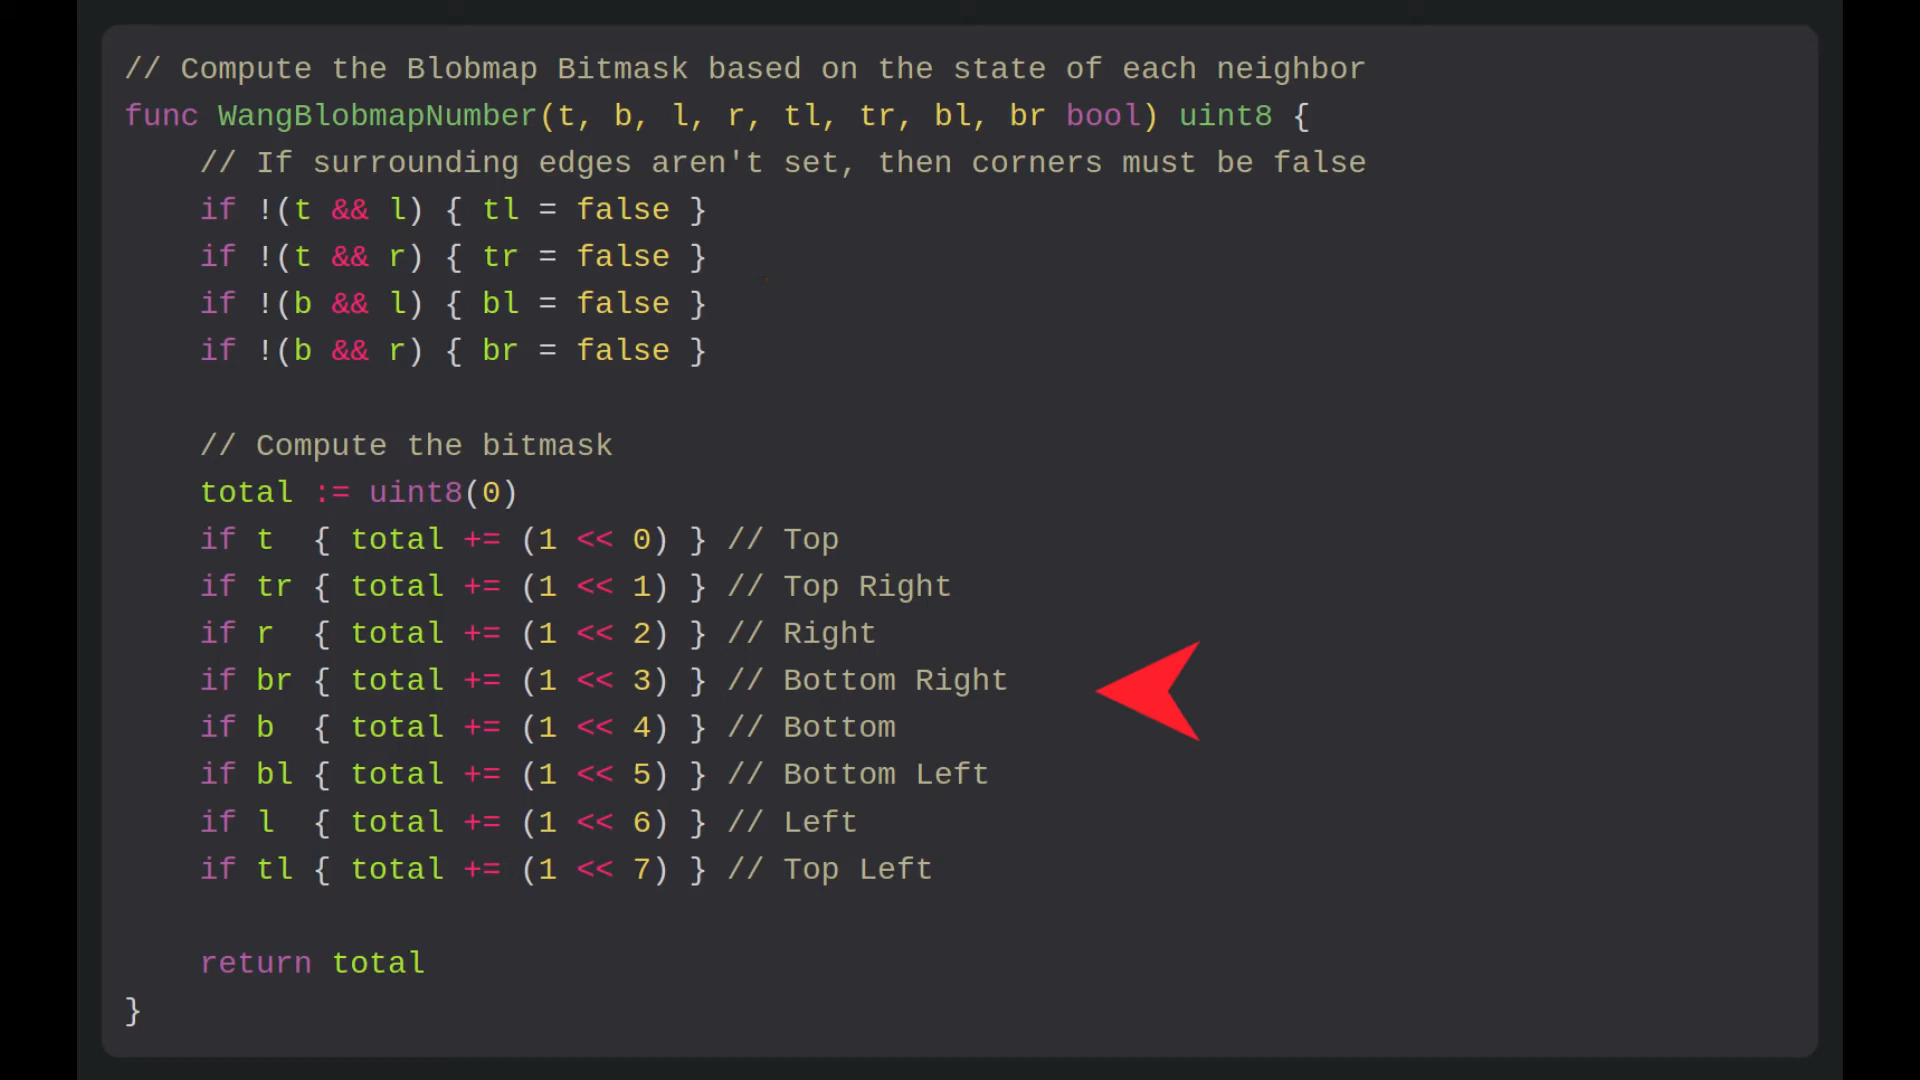 // Compute the Blobmap Bitmask based on the state of each neighbor
func WangBlobmapNumber(t, b, l, r, tl, tr, bl, br bool) uint8 {
    // If surrounding edges aren't set, then corners must be false
    if !(t && l) { tl = false }
    if !(t && r) { tr = false }
    if !(b && l) { bl = false }
    if !(b && r) { br = false }

    // Compute the bitmask
    total := uint8(0)
    if t  { total += (1 << 0) } // Top
    if tr { total += (1 << 1) } // Top Right
    if r  { total += (1 << 2) } // Right
    if br { total += (1 << 3) } // Bottom Right
    if b  { total += (1 << 4) } // Bottom
    if bl { total += (1 << 5) } // Bottom Left
    if l  { total += (1 << 6) } // Left
    if tl { total += (1 << 7) } // Top Left

    return total
}